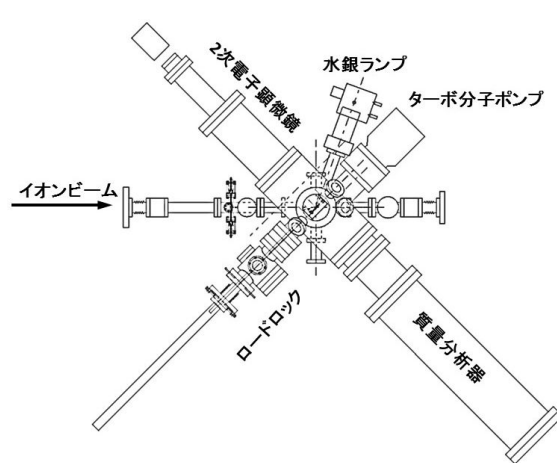 2次電子顕微鏡
水銀ランプ
ターボ分子ポンプ
イオンビーム
ロードロック
質量分析器